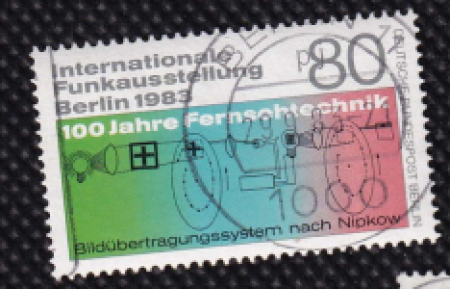 Internationale
Funkausstellung
Berlin 1983
80
100 Jahre Fernsehtechnik
Bildübertragungssystem nach Nipkow
DEUTSCHE BUNDESPOST BERLIN
1000